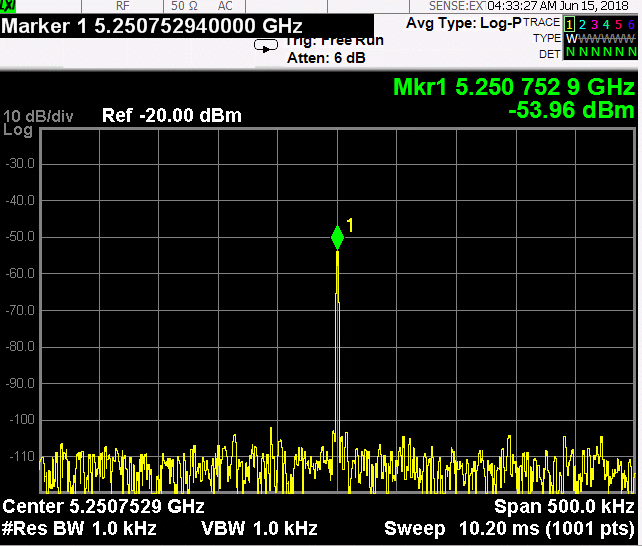 LXI RF 50 Ω AC SENSE:EXT 04:33:27 AM Jun 15, 2018
Marker 1 5.250752940000 GHz Avg Type: Log-P TRACE 1 2 3 4 5 6
Trig: Free Run TYPE WWWWWW
Atten: 6 dB DET N N N N N N
Mkr1 5.250 752 9 GHz
-53.96 dBm
10 dB/div Ref -20.00 dBm
Log
-30.0
1
-40.0
-50.0
-60.0
-70.0
-80.0
-90.0
-100
-110
Center 5.2507529 GHz Span 500.0 kHz
#Res BW 1.0 kHz VBW 1.0 kHz Sweep 10.20 ms (1001 pts)